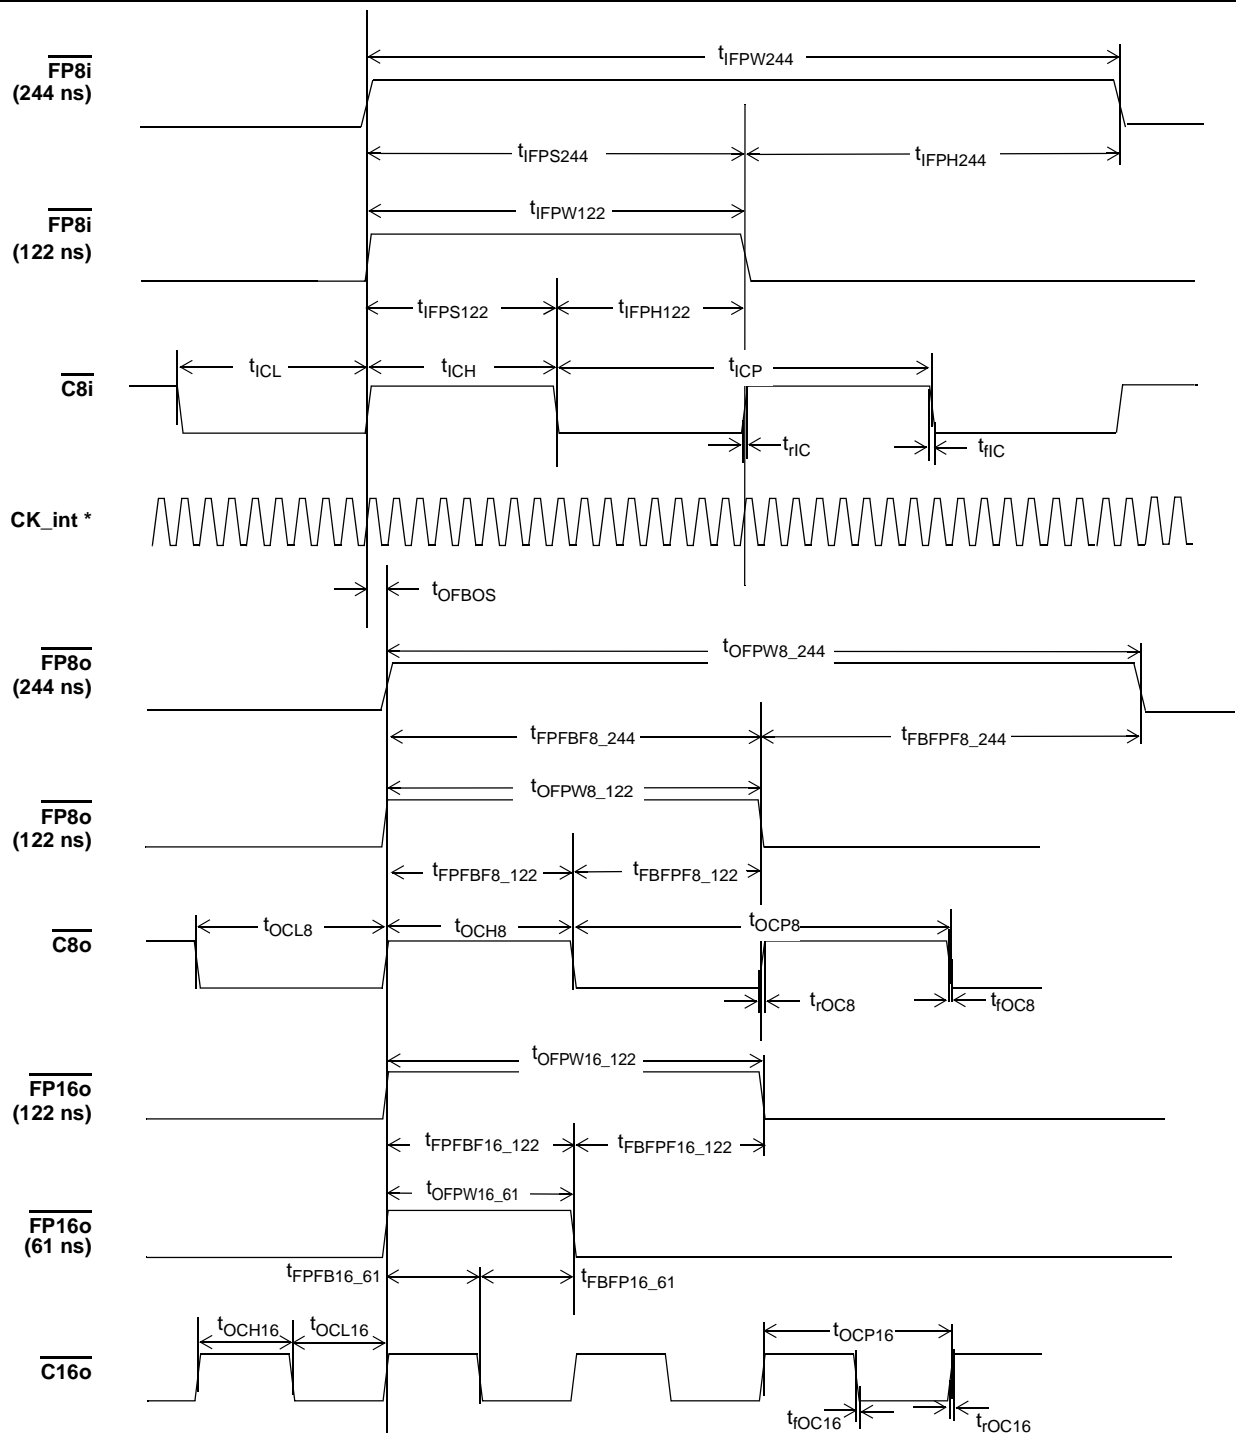 FP8i
(244 ns)
tIFPW244
tIFPS244
tIFPH244
FP8i
(122 ns)
tIFPW122
tIFPS122
tIFPH122
C8i
tICL
tICH
tICP
trIC
tfIC
CK_int *
tOFBOS
FP8o
(244 ns)
tOFPW8_244
tFPFBF8_244
tFBFPF8_244
FP8o
(122 ns)
tOFPW8_122
tFPFBF8_122
tFBFPF8_122
C8o
tOCL8
tOCH8
tOCP8
trOC8
tfOC8
FP16o
(122 ns)
tOFPW16_122
tFPFBF16_122
tFBFPF16_122
FP16o
(61 ns)
tOFPW16_61
tFPFB16_61
tFBFP16_61
C16o
tOCH16
tOCL16
tOCP16
tfOC16
trOC16